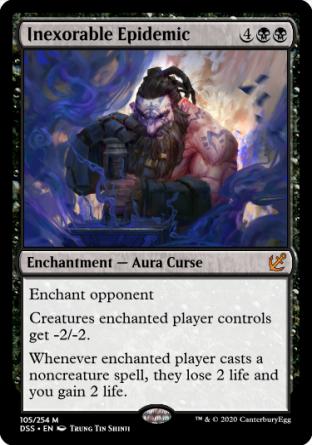 Inexorable Epidemic 4
Enchantment — Aura Curse
Enchant opponent
Creatures enchanted player controls
get -2/-2.
Whenever enchanted player casts a
noncreature spell, they lose 2 life and
you gain 2 life.
105/254 M
DSS • EN Trung Tin Shinji
™ & © 2020 CanterburyEgg